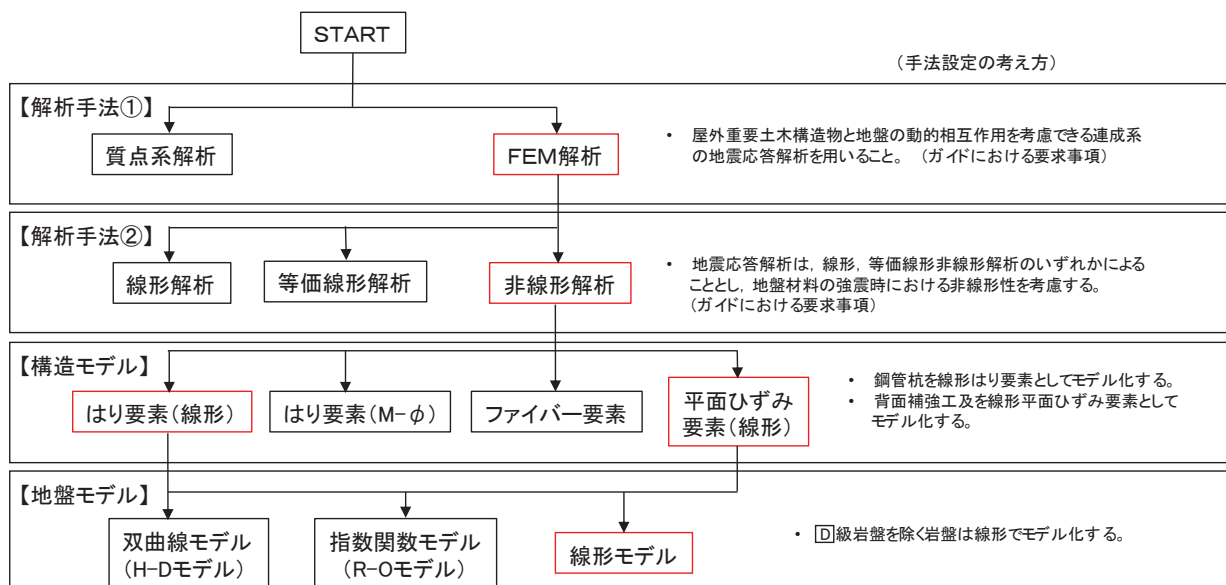 START
(手法設定の考え方)
【解析手法①】
質点系解析
FEM解析
・ 屋外重要土木構造物と地盤の動的相互作用を考慮できる連成系
の地震応答解析を用いること。 (ガイドにおける要求事項)
【解析手法②】
線形解析
等価線形解析
非線形解析
・ 地震応答解析は，線形，等価線形非線形解析のいずれかによる
こととし，地盤材料の強震時における非線形性を考慮する。
(ガイドにおける要求事項)
【構造モデル】
はり要素(線形)
はり要素(M-φ)
ファイバー要素
平面ひずみ
要素(線形)
・ 鋼管杭を線形はり要素としてモデル化する。
・ 背面補強工及を線形平面ひずみ要素として
モデル化する。
【地盤モデル】
双曲線モデル
(H-Dモデル)
指数関数モデル
(R-Oモデル)
線形モデル
・ D級岩盤を除く岩盤は線形でモデル化する。